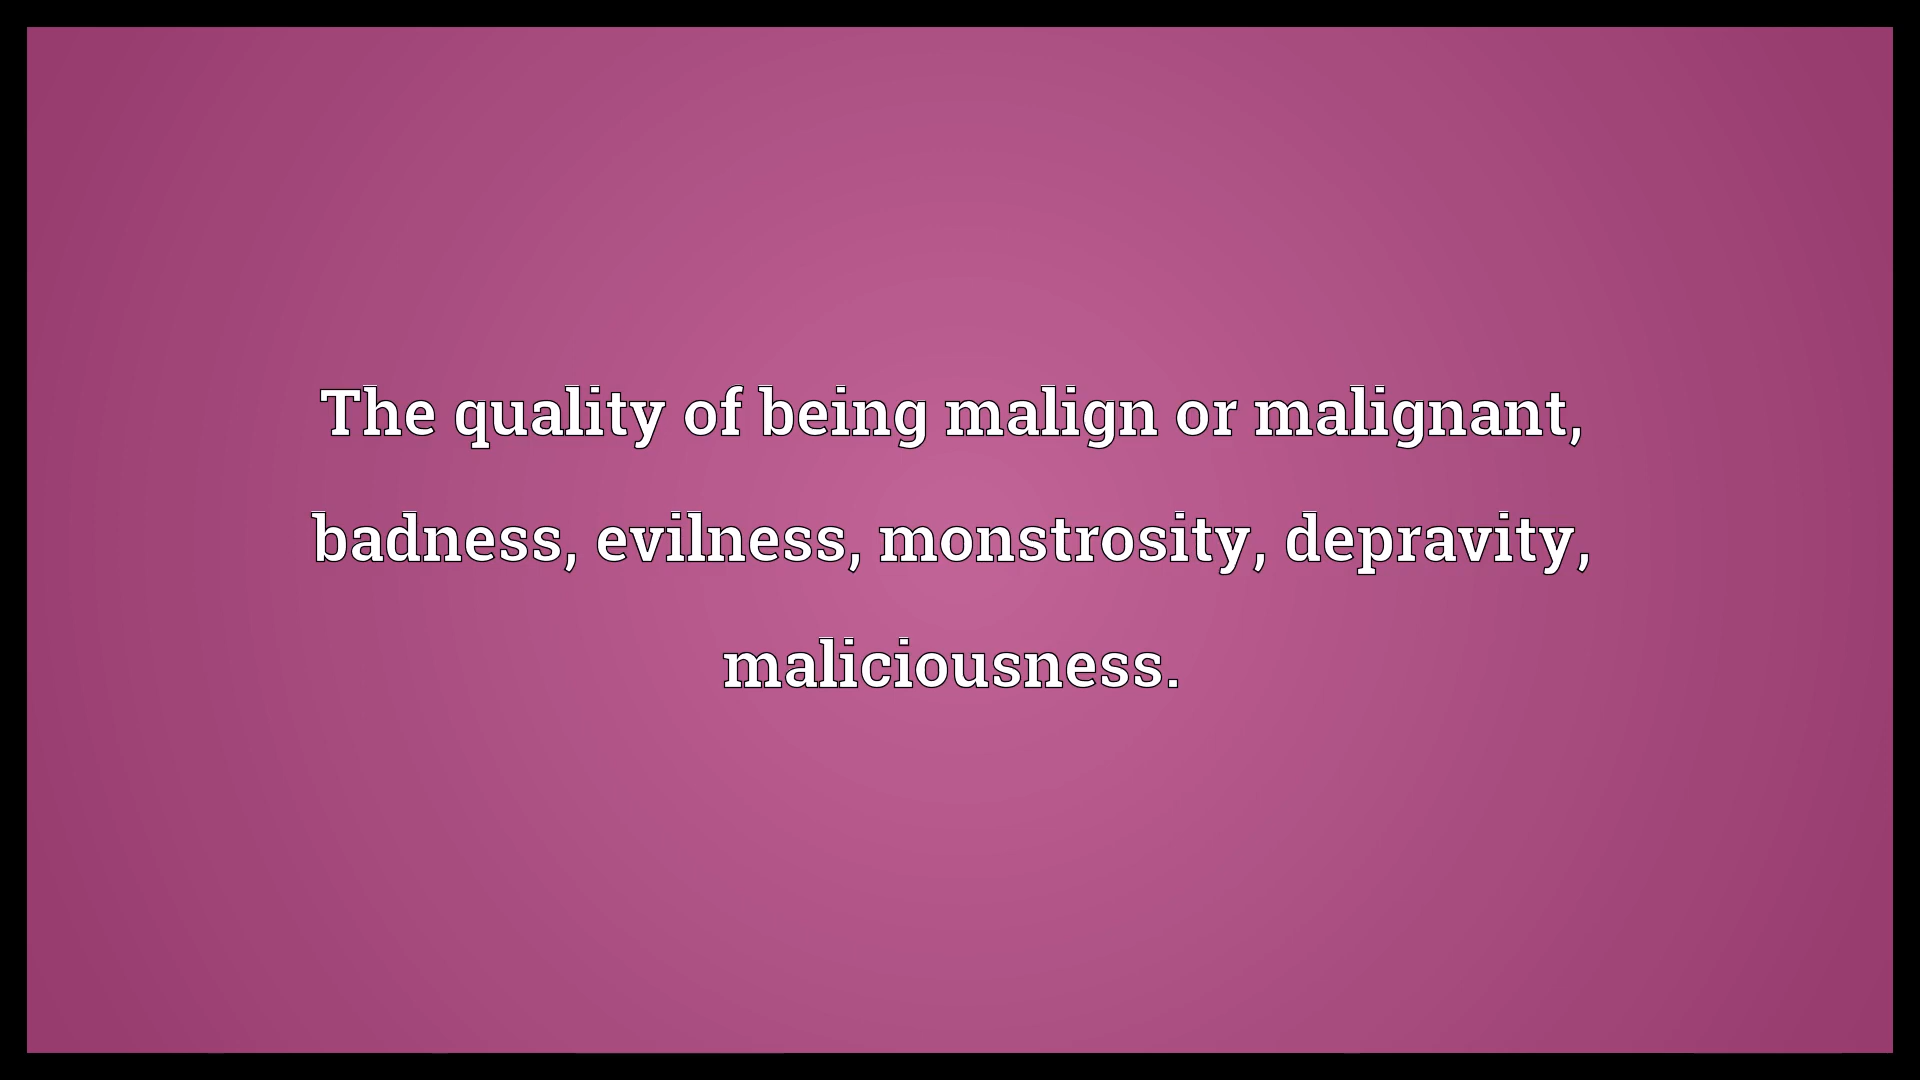 The quality of being malign or malignant,
badness, evilness, monstrosity, depravity,
maliciousness.